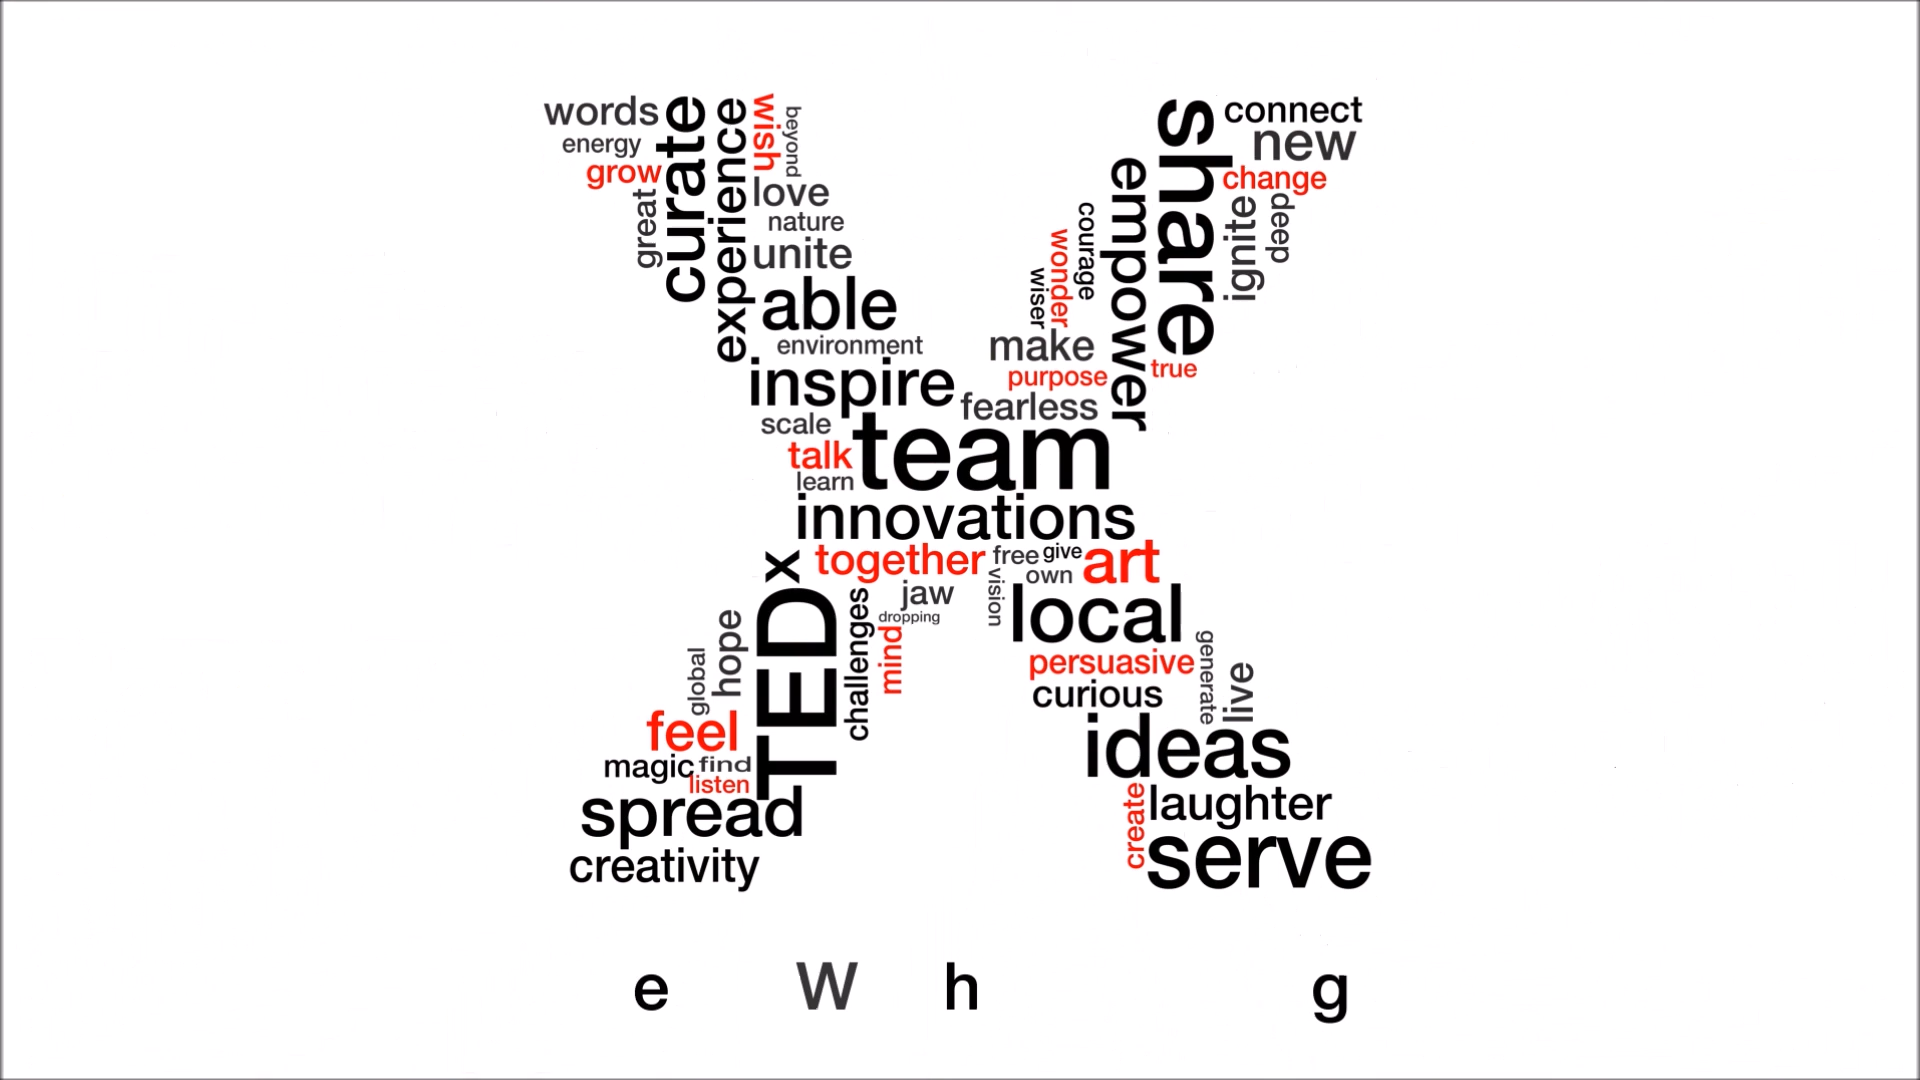 words
energy
grow
great
curate
experience
wish
beyond
love
nature
unite
able
environment
inspire
scale
talk
learn
team
innovations
connect
new
change
deep
ignite
share
empower
true
courage
wonder
wiser
make
purpose
fearless
together
free
give
own
vision
art
local
persuasive
curious
generate
live
ideas
create
laughter
serve
TEDx
jaw
dropping
challenges
mind
hope
global
feel
magic
find
listen
spread
creativity
e W h g